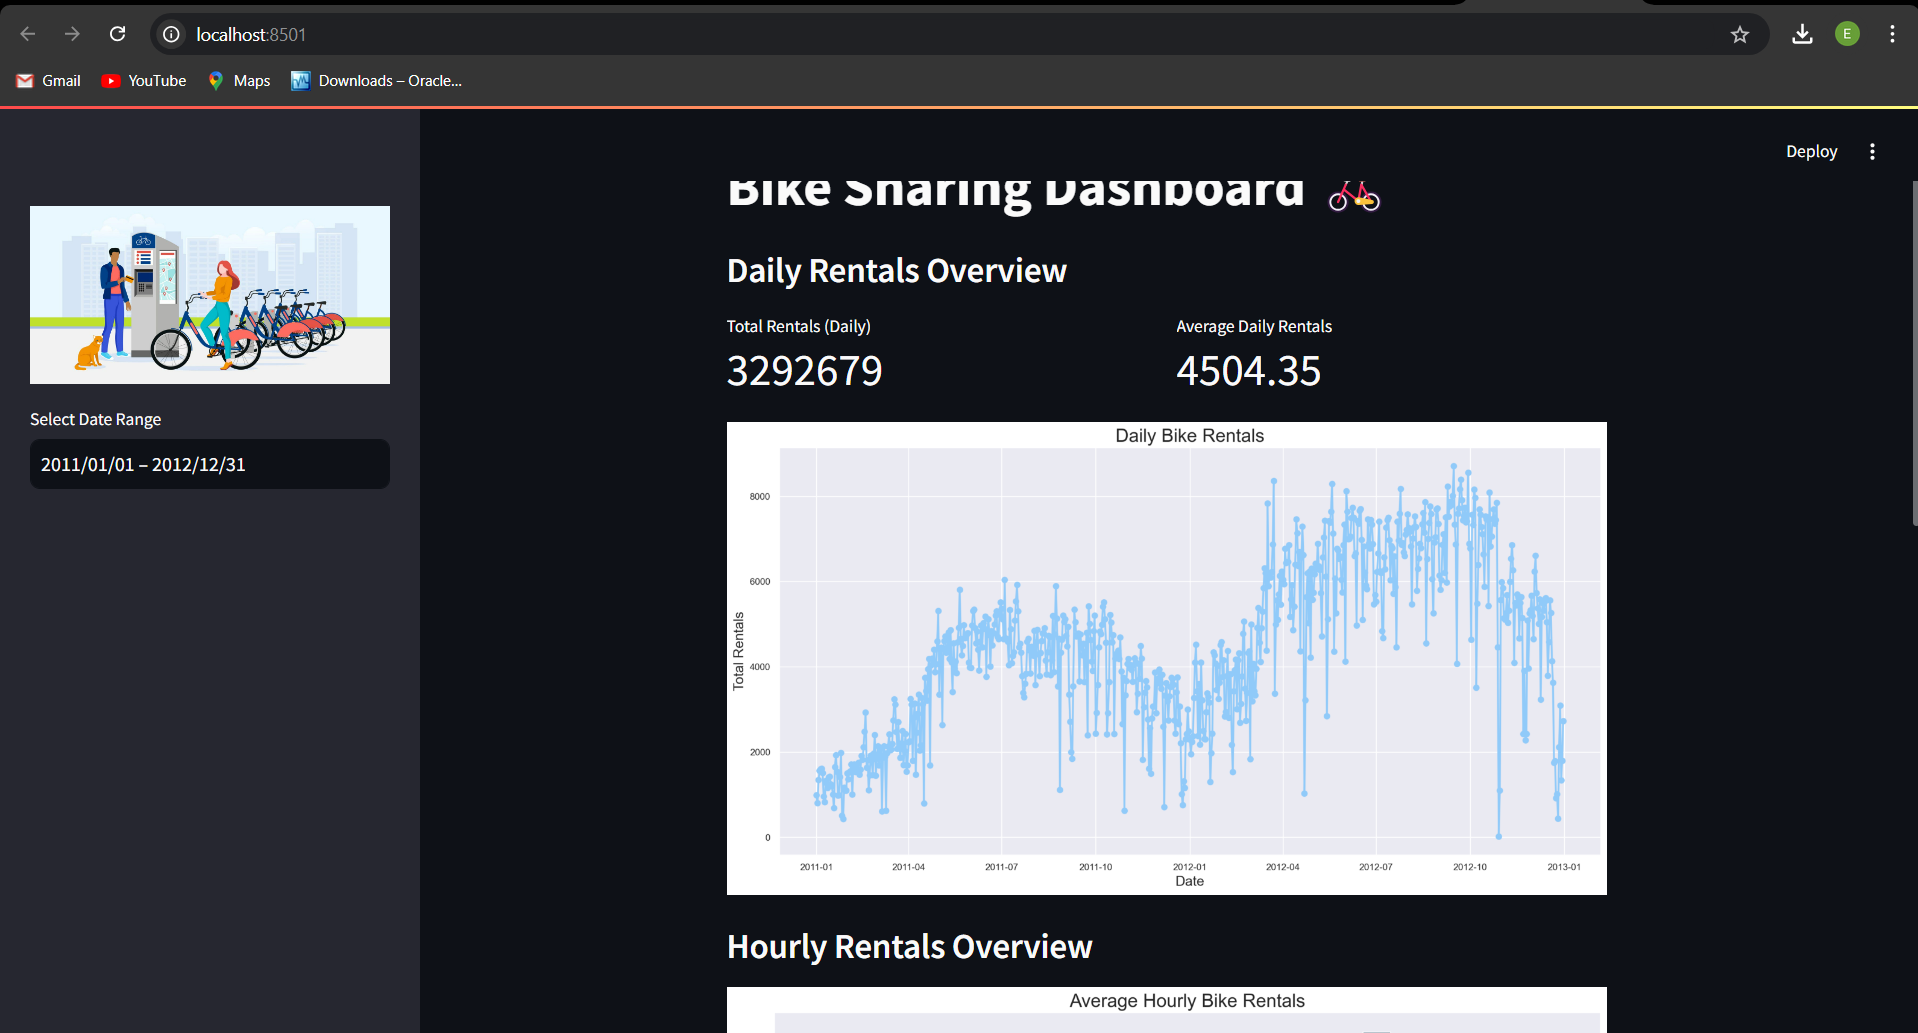 localhost:8501
E
Gmail
YouTube
Maps
Downloads – Oracle...
Deploy
Bike Sharing Dashboard
Daily Rentals Overview
Total Rentals (Daily)
3292679
Average Daily Rentals
4504.35
Select Date Range
2011/01/01 – 2012/12/31
Daily Bike Rentals
Total Rentals
8000
6000
4000
2000
0
2011-01
2011-04
2011-07
2011-10
2012-01
2012-04
2012-07
2012-10
2013-01
Date
Hourly Rentals Overview
Average Hourly Bike Rentals